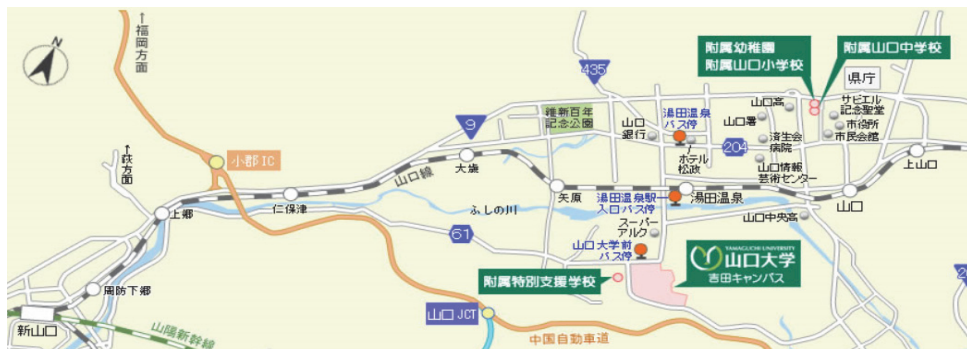 N
↑福岡方面
435
附属幼稚園
附属山口小学校
附属山口中学校
県庁
9
維新百年
記念公園
山口
銀行
湯田温泉
バス停
山口高
山口署
サビエル
記念聖堂
市役所
市民会館
204
済生会
病院
小郡IC
大歳
ホテル
松政
山口情報
芸術センター
上山口
↑萩方面
山口線
矢原
湯田温泉駅
入口バス停
湯田温泉
山口
上郷
仁保津
ふしの川
61
スーパー
アルク
山口中央高
山口大学前
バス停
YAMAGUCHI UNIVERSITY
山口大学
吉田キャンパス
附属特別支援学校
2
周防下郷
新山口
山陽新幹線
山口JCT
中国自動車道